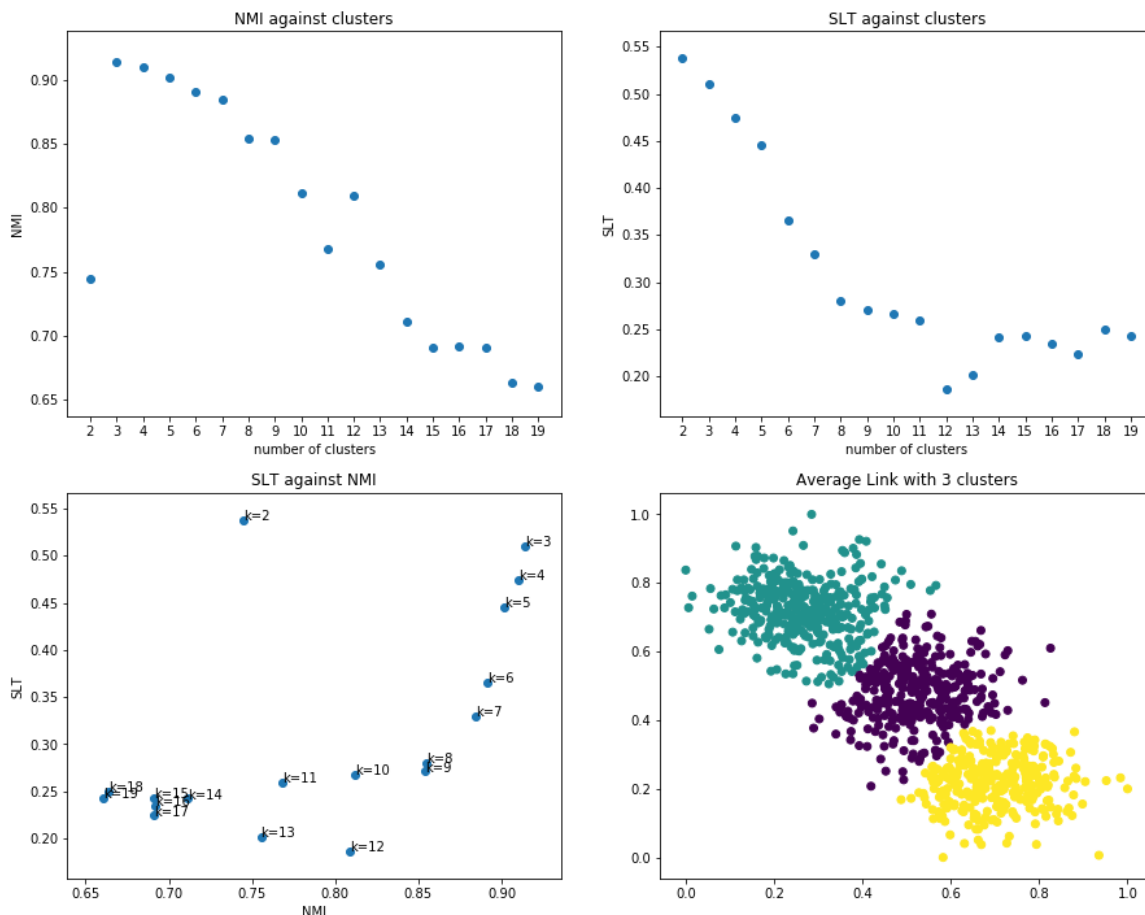 NMI against clusters
NMI
0.90
0.85
0.80
0.75
0.70
0.65
2 3 4 5 6 7 8 9 10 11 12 13 14 15 16 17 18 19
number of clusters
SLT against clusters
SLT
0.55
0.50
0.45
0.40
0.35
0.30
0.25
0.20
2 3 4 5 6 7 8 9 10 11 12 13 14 15 16 17 18 19
number of clusters
SLT against NMI
SLT
0.55
0.50
0.45
0.40
0.35
0.30
0.25
0.20
k=2
k=3
k=4
k=5
k=6
k=7
k=8
k=9
k=10
k=11
k=18
k=19
k=15
k=14
k=16
k=17
k=13
k=12
0.65 0.70 0.75 0.80 0.85 0.90
NMI
Average Link with 3 clusters
1.0
0.8
0.6
0.4
0.2
0.0
0.0 0.2 0.4 0.6 0.8 1.0